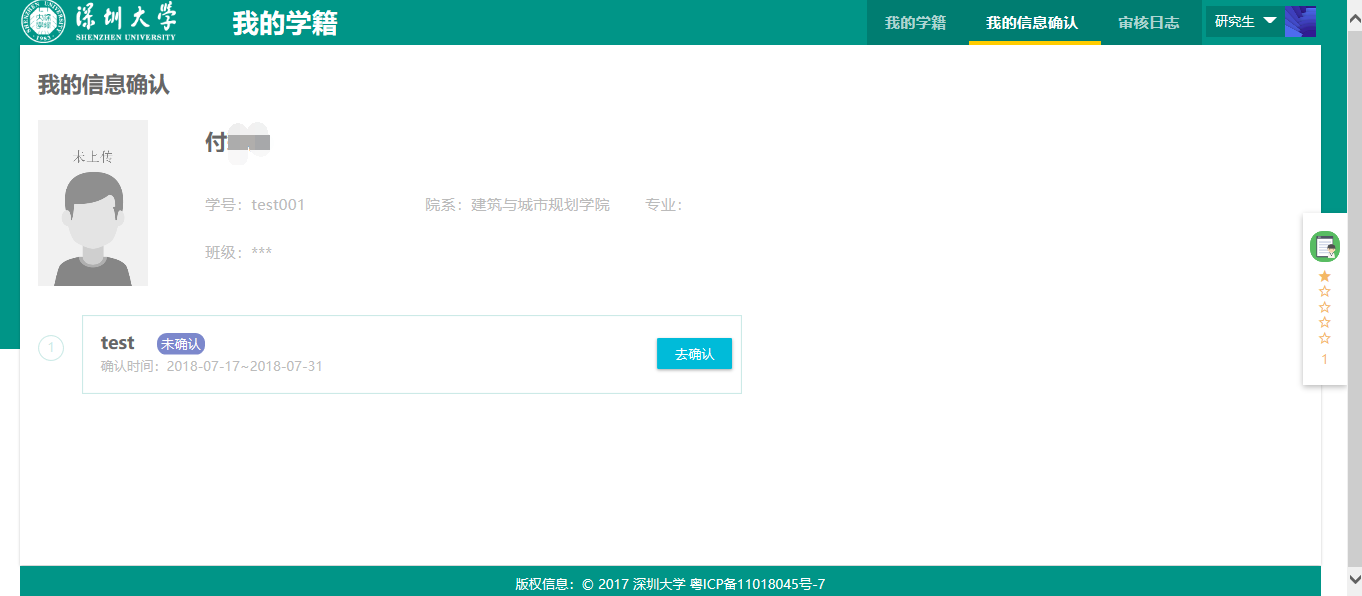 深圳大学
SHENZHEN UNIVERSITY
我的学籍
我的学籍
我的信息确认
审核日志
研究生
我的信息确认
未上传
付
学号：test001
院系：建筑与城市规划学院
专业：
班级：***
1
test
未确认
确认时间：2018-07-17~2018-07-31
去确认
1
版权信息：© 2017 深圳大学 粤ICP备11018045号-7